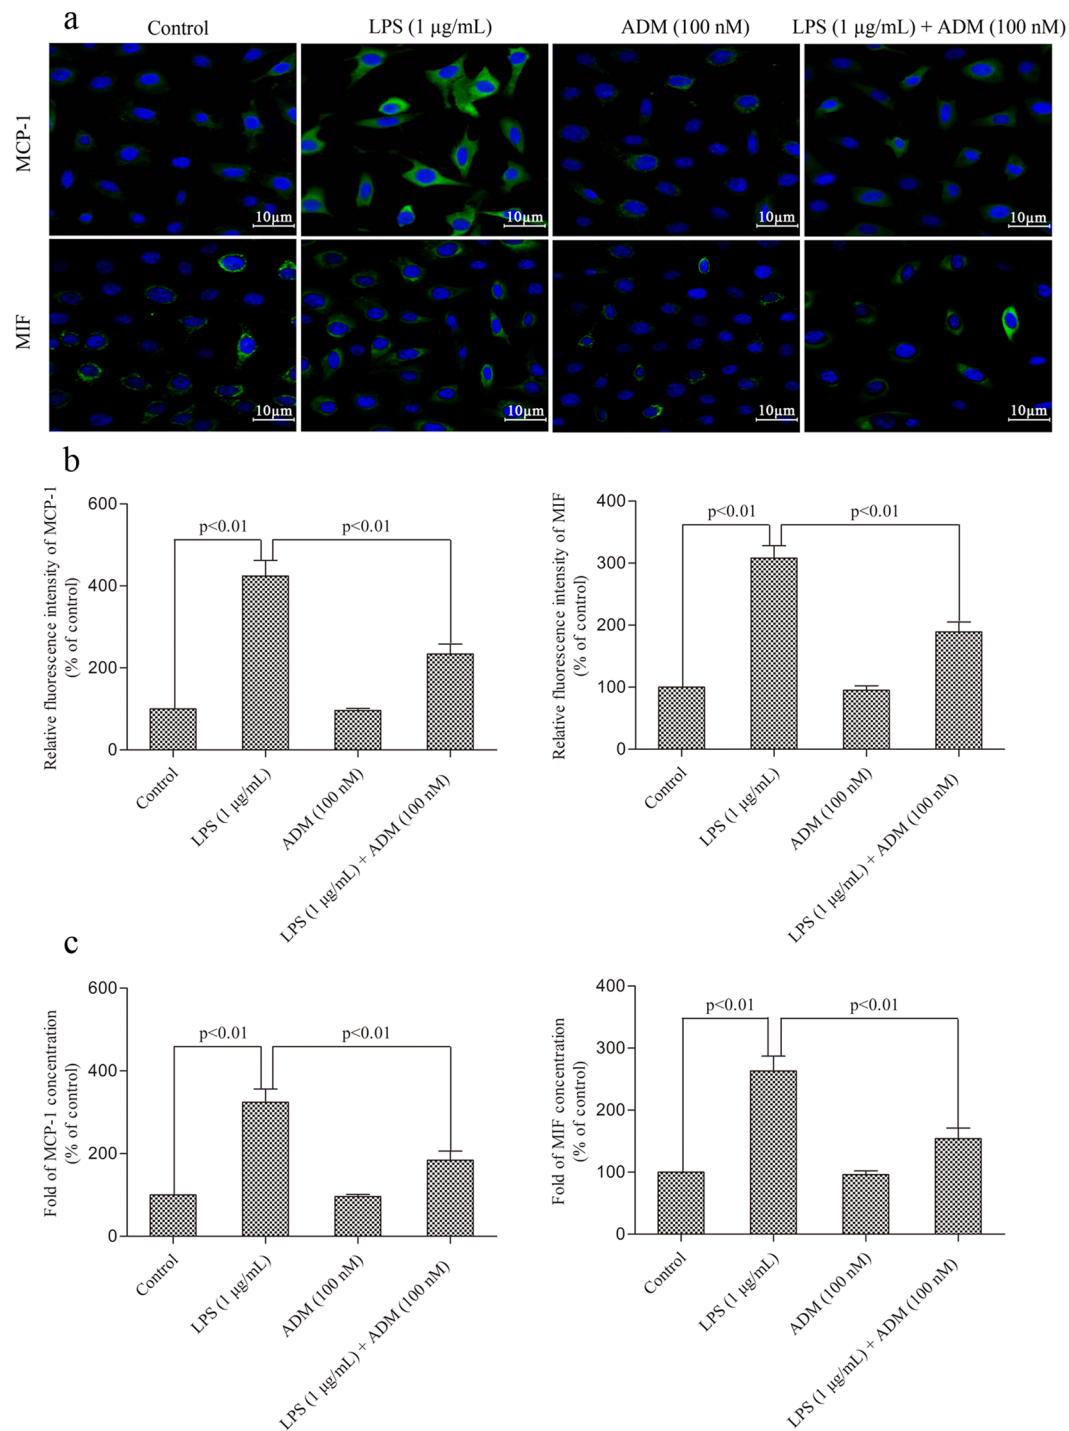 a
Control
LPS (1 μg/mL)
ADM (100 nM)
LPS (1 μg/mL) + ADM (100 nM)
MCP-1
10μm
10μm
10μm
10μm
MIF
10μm
10μm
10μm
10μm
b
Relative fluorescence intensity of MCP-1
(% of control)
600
400
200
0
p<0.01
p<0.01
Control
LPS (1 μg/mL)
ADM (100 nM)
LPS (1 μg/mL) + ADM (100 nM)
Relative fluorescence intensity of MIF
(% of control)
400
300
200
100
0
p<0.01
p<0.01
Control
LPS (1 μg/mL)
ADM (100 nM)
LPS (1 μg/mL) + ADM (100 nM)
c
Fold of MCP-1 concentration
(% of control)
600
400
200
0
p<0.01
p<0.01
Control
LPS (1 μg/mL)
ADM (100 nM)
LPS (1 μg/mL) + ADM (100 nM)
Fold of MIF concentration
(% of control)
400
300
200
100
0
p<0.01
p<0.01
Control
LPS (1 μg/mL)
ADM (100 nM)
LPS (1 μg/mL) + ADM (100 nM)